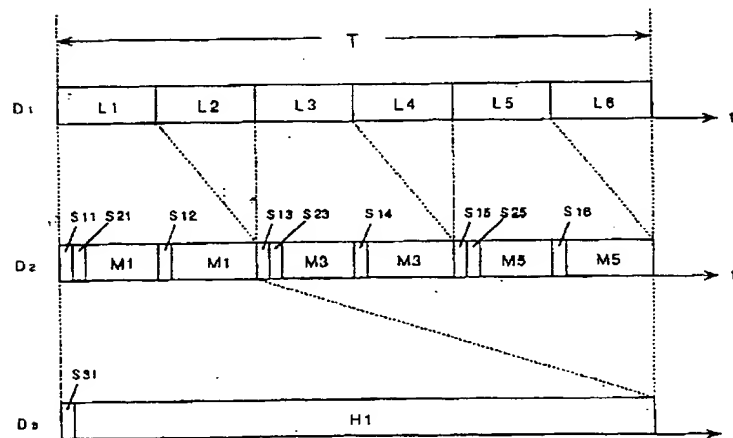 T
D1 L1 L2 L3 L4 L5 L6 t
S11 S21 S12 S13 S23 S14 S15 S25 S16
D2 M1 M1 M3 M3 M5 M5 t
S31
D3 H1